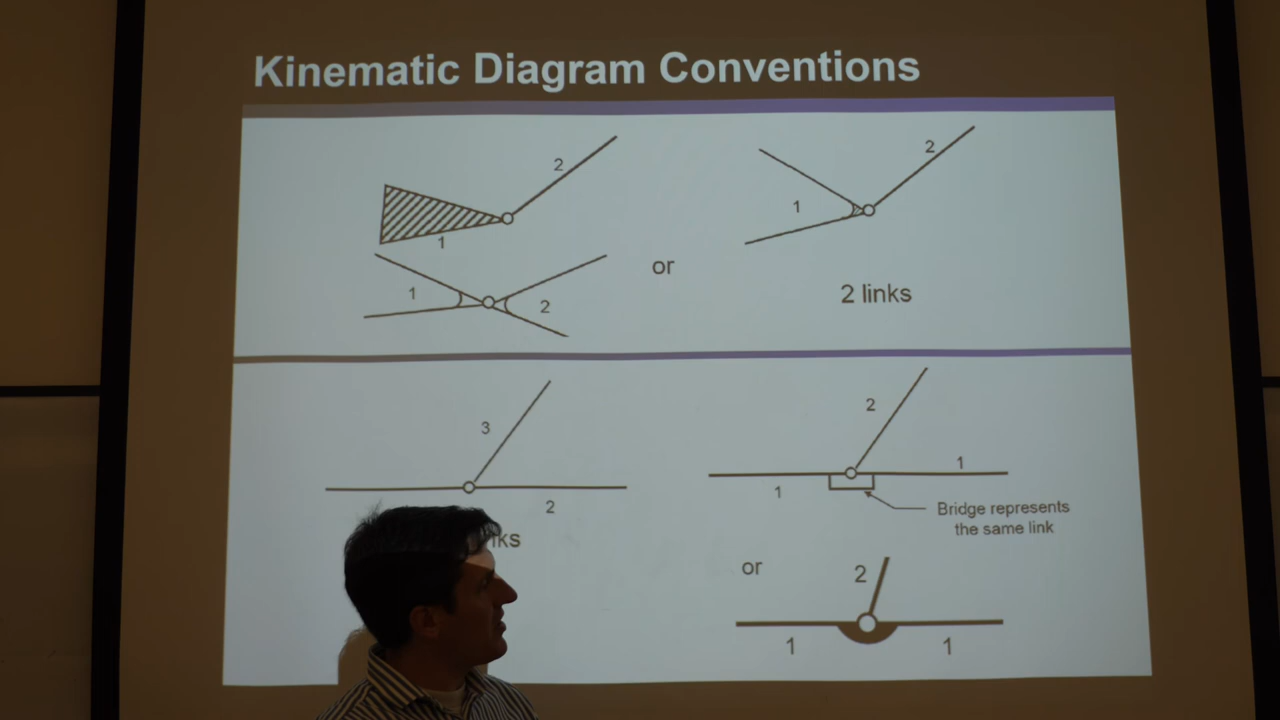 Kinematic Diagram Conventions
2
1
1
2
or
2
1
2 links
3
2
2
1
1
Bridge represents
the same link
or
2
1
1